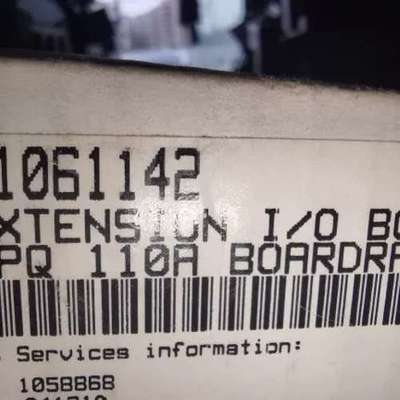 1061142
XTENSION I/O BO
PQ 110A BOARDRA
Services information:
1058868